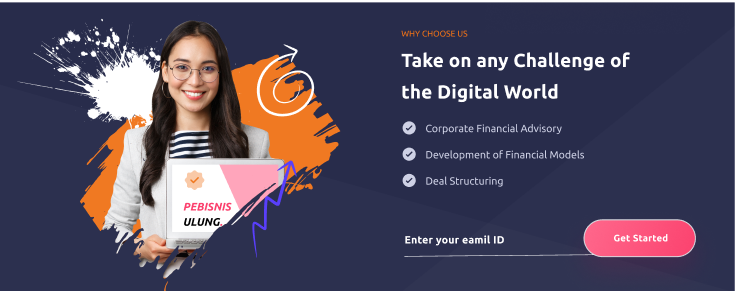 WHY CHOOSE US
Take on any Challenge of
the Digital World
Corporate Financial Advisory
Development of Financial Models
Deal Structuring
PEBISNIS
ULUNG.
Enter your eamil ID
Get Started